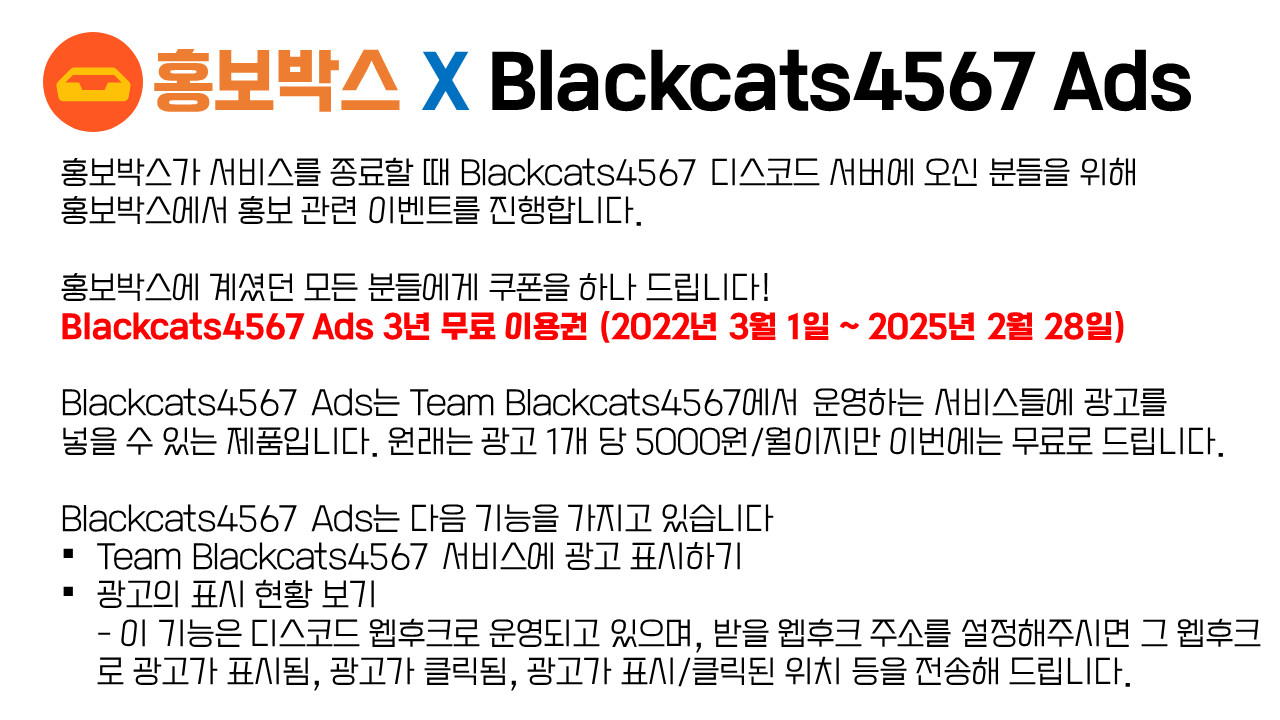 홍보박스 X Blackcats4567 Ads
홍보박스가 서비스를 종료할 때 Blackcats4567 디스코드 서버에 오신 분들을 위해
홍보박스에서 홍보 관련 이벤트를 진행합니다.
홍보박스에 계셨던 모든 분들에게 쿠폰을 하나 드립니다!
Blackcats4567 Ads 3년 무료 이용권 (2022년 3월 1일 ~ 2025년 2월 28일)
Blackcats4567 Ads는 Team Blackcats4567에서 운영하는 서비스들에 광고를
넣을 수 있는 제품입니다. 원래는 광고 1개 당 5000원/월이지만 이번에는 무료로 드립니다.
Blackcats4567 Ads는 다음 기능을 가지고 있습니다
▪ Team Blackcats4567 서비스에 광고 표시하기
▪ 광고의 표시 현황 보기
- 이 기능은 디스코드 웹후크로 운영되고 있으며, 받을 웹후크 주소를 설정해주시면 그 웹후크
로 광고가 표시됨, 광고가 클릭됨, 광고가 표시/클릭된 위치 등을 전송해 드립니다.